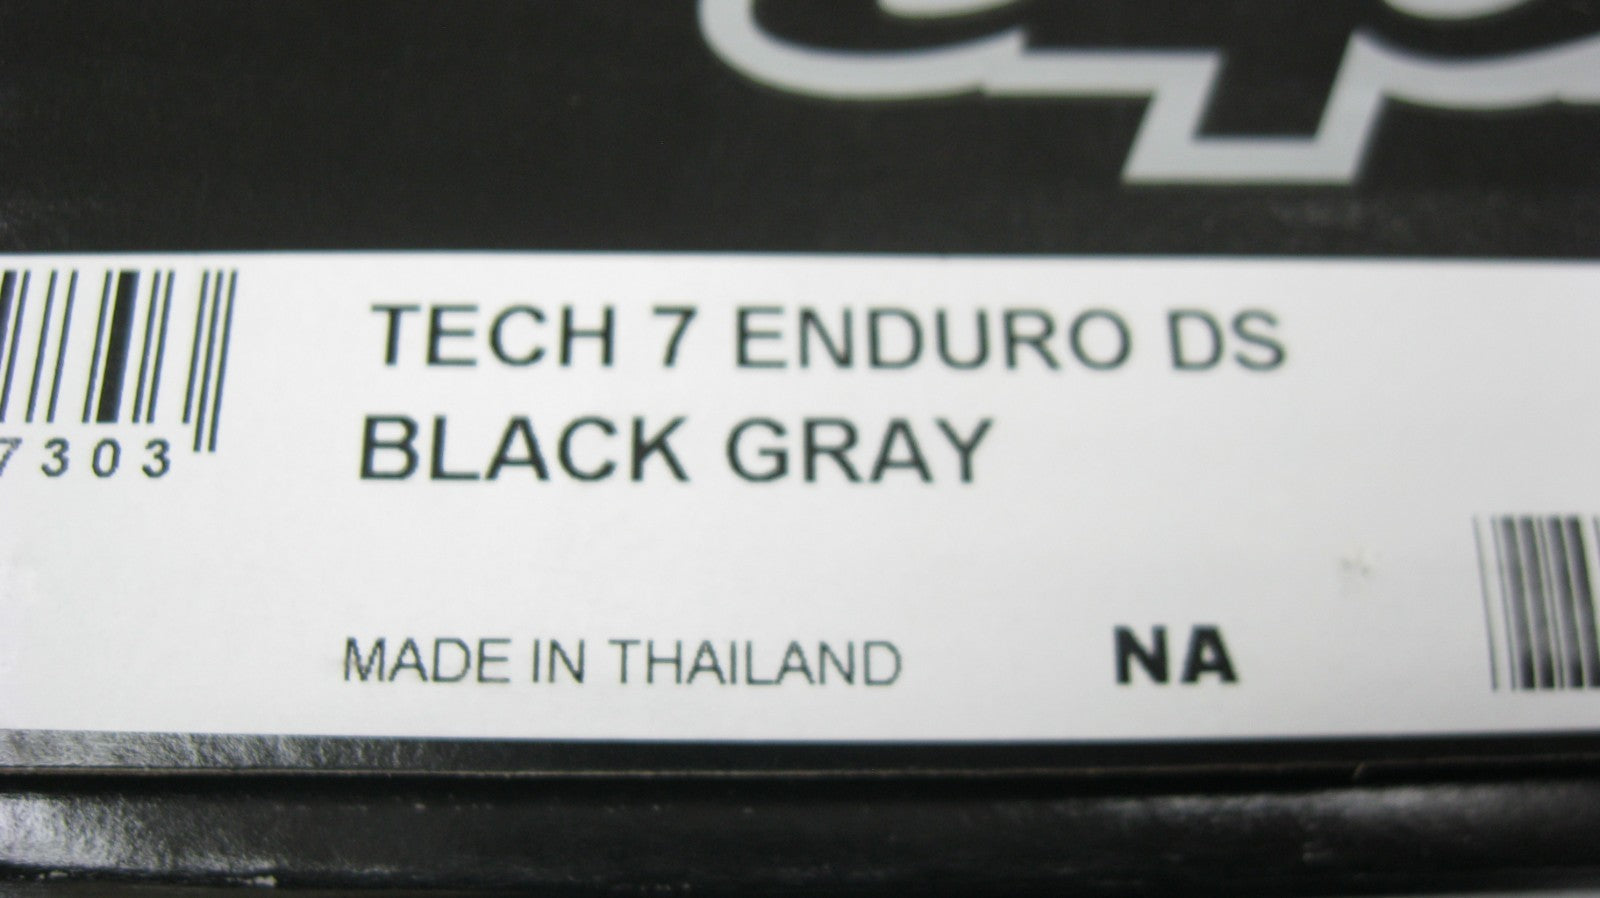 TECH 7 ENDURO DS
BLACK GRAY
7303
MADE IN THAILAND NA